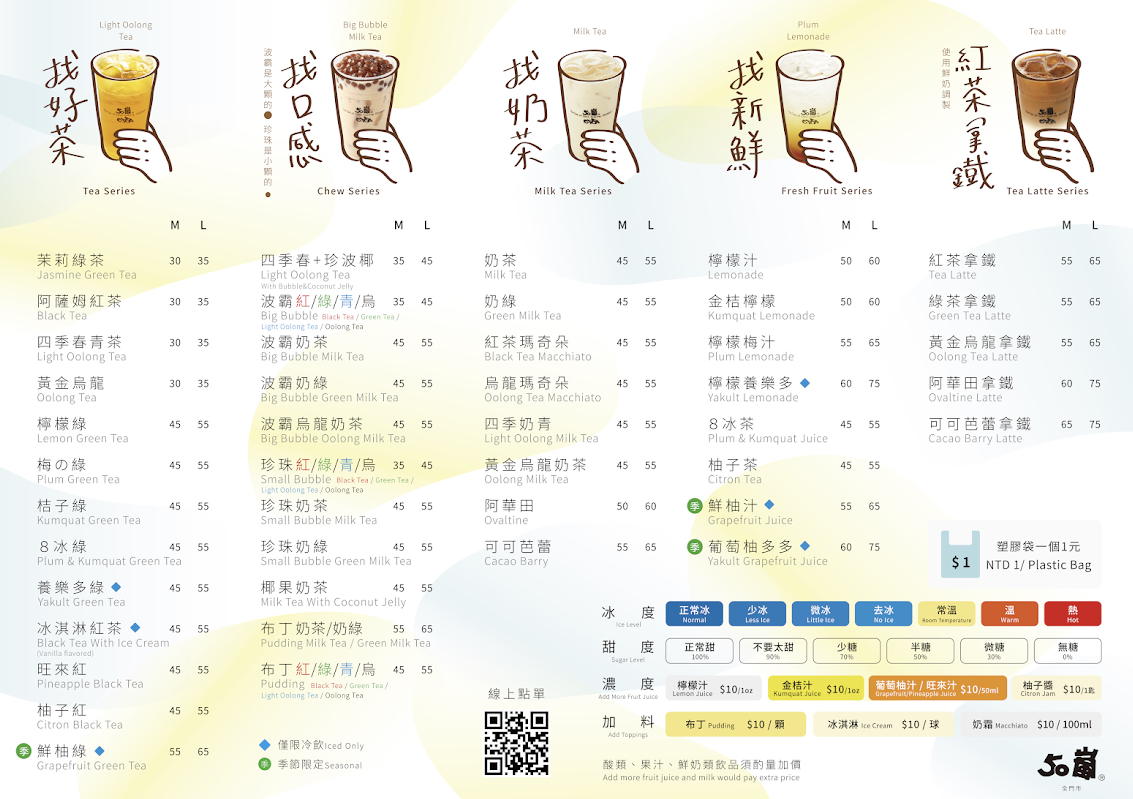 Light Oolong
Tea
找好茶
Tea Series
M L
茉莉綠茶 30 35
Jasmine Green Tea
阿薩姆紅茶 30 35
Black Tea
四季春青茶 30 35
Light Oolong Tea
黃金烏龍 30 35
Oolong Tea
檸檬綠 45 55
Lemon Green Tea
梅の綠 45 55
Plum Green Tea
桔子綠 45 55
Kumquat Green Tea
8冰綠 45 55
Plum & Kumquat Green Tea
養樂多綠 45 55
Yakult Green Tea
冰淇淋紅茶 45 55
Black Tea With Ice Cream
(Vanilla flavored)
旺來紅 45 55
Pineapple Black Tea
柚子紅 45 55
Citron Black Tea
季 鮮柚綠 55 65
Grapefruit Green Tea
Big Bubble
Milk Tea
波霸是大顆的 珍珠是小顆的
找口感
Chew Series
M L
四季春+珍波椰 35 45
Light Oolong Tea
With Bubble&Coconut Jelly
波霸紅/綠/青/烏 35 45
Big Bubble Black Tea / Green Tea /
Light Oolong Tea / Oolong Tea
波霸奶茶 45 55
Big Bubble Milk Tea
波霸奶綠 45 55
Big Bubble Green Milk Tea
波霸烏龍奶茶 45 55
Big Bubble Oolong Milk Tea
珍珠紅/綠/青/烏 35 45
Small Bubble Black Tea / Green Tea /
Light Oolong Tea / Oolong Tea
珍珠奶茶 45 55
Small Bubble Milk Tea
珍珠奶綠 45 55
Small Bubble Green Milk Tea
椰果奶茶 45 55
Milk Tea With Coconut Jelly
布丁奶茶/奶綠 55 65
Pudding Milk Tea / Green Milk Tea
布丁紅/綠/青/烏 45 55
Pudding Black Tea / Green Tea /
Light Oolong Tea / Oolong Tea
僅限冷飲Iced Only
季 季節限定Seasonal
Milk Tea
找奶茶
Milk Tea Series
M L
奶茶 45 55
Milk Tea
奶綠 45 55
Green Milk Tea
紅茶瑪奇朵 45 55
Black Tea Macchiato
烏龍瑪奇朵 45 55
Oolong Tea Macchiato
四季奶青 45 55
Light Oolong Milk Tea
黃金烏龍奶茶 45 55
Oolong Milk Tea
阿華田 50 60
Ovaltine
可可芭蕾 55 65
Cacao Barry
線上點單
Plum
Lemonade
找新鮮
Fresh Fruit Series
M L
檸檬汁 50 60
Lemonade
金桔檸檬 50 60
Kumquat Lemonade
檸檬梅汁 55 65
Plum Lemonade
檸檬養樂多 60 75
Yakult Lemonade
8冰茶 45 55
Plum & Kumquat Juice
柚子茶 45 55
Citron Tea
季 鮮柚汁 55 65
Grapefruit Juice
季 葡萄柚多多 60 75
Yakult Grapefruit Juice
Tea Latte
使用鮮奶調製
紅茶拿鐵
Tea Latte Series
M L
紅茶拿鐵 55 65
Tea Latte
綠茶拿鐵 55 65
Green Tea Latte
黃金烏龍拿鐵 55 65
Oolong Tea Latte
阿華田拿鐵 60 75
Ovaltine Latte
可可芭蕾拿鐵 65 75
Cacao Barry Latte
$1
塑膠袋一個1元
NTD 1/ Plastic Bag
冰度 正常冰 少冰 微冰 去冰 常溫 溫 熱
Ice Level Normal Less Ice Little Ice No Ice Room Temperature Warm Hot
甜度 正常甜 不要太甜 少糖 半糖 微糖 無糖
Sugar Level 100% 90% 70% 50% 30% 0%
濃度 檸檬汁 $10/1oz 金桔汁 $10/1oz 葡萄柚汁 / 旺來汁 $10/50ml 柚子醬 $10/1匙
Add More Fruit Juice Lemon Juice Kumquat Juice Grapefruit/Pineapple Juice Citron Jam
加料 布丁 Pudding $10 / 顆 冰淇淋 Ice Cream $10 / 球 奶霜 Macchiato $10 / 100ml
Add Toppings
酸類、果汁、鮮奶類飲品須酌量加價
Add more fruit juice and milk would pay extra price
50嵐®
金門市